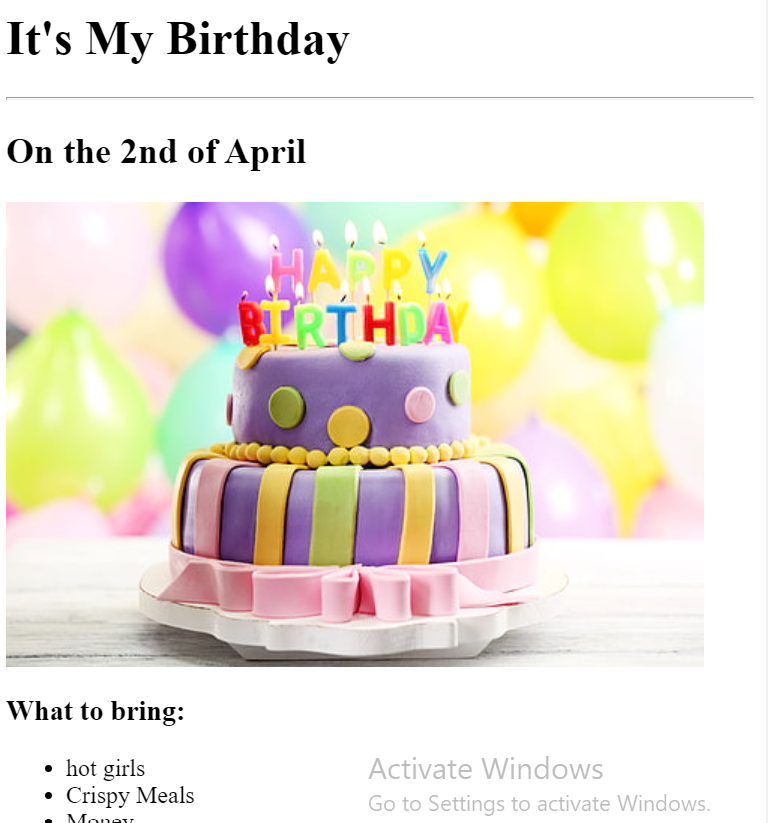 It's My Birthday
On the 2nd of April
HAPPY
BIRTHDAY
What to bring:
hot girls
Crispy Meals
Money
Activate Windows
Go to Settings to activate Windows.